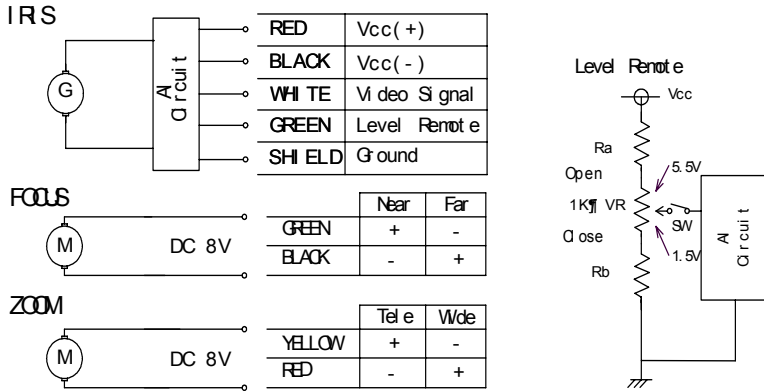 IRIS
G
AI Circuit
RED Vcc(+)
BLACK Vcc(-)
WHITE Video Signal
GREEN Level Remote
SHIELD Ground
FOCUS
M
DC 8V
Near Far
GREEN + -
BLACK - +
ZOOM
M
DC 8V
Tele Wide
YELLOW + -
RED - +
Level Remote
Vcc
Ra
Open
5.5V
1K¶ VR
SW
Close
1.5V
Rb
AI Circuit